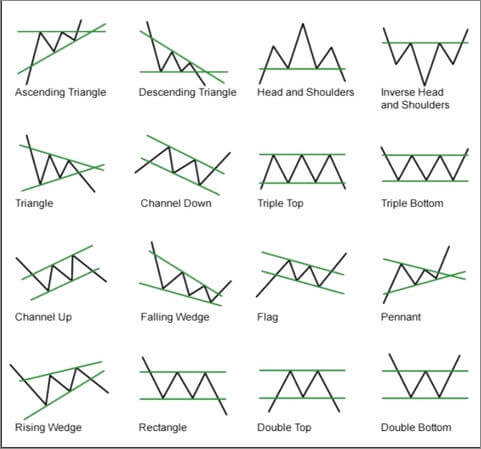 Ascending Triangle
Descending Triangle
Head and Shoulders
Inverse Head
and Shoulders
Triangle
Channel Down
Triple Top
Triple Bottom
Channel Up
Falling Wedge
Flag
Pennant
Rising Wedge
Rectangle
Double Top
Double Bottom